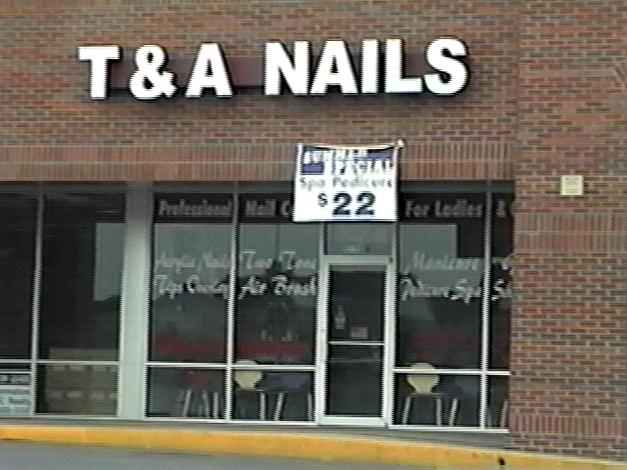 T & A NAILS
SUMMER
SPECIAL
Spa Pedicure
$22
Professional Nail C
For Ladies &
Acrylic Nails Two Tone
Manicure
Tips Overlay Air Brush
Pedicure Spa